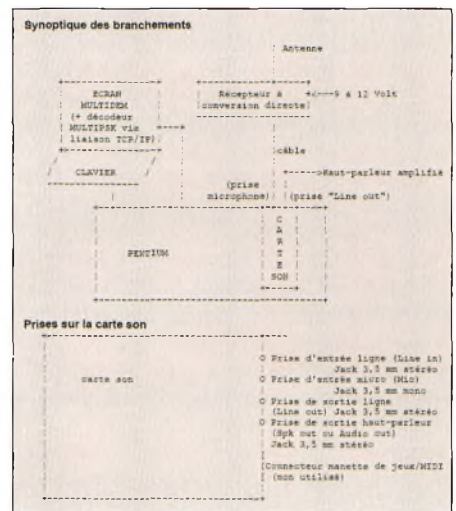 Synoptique des branchements
Antenne
ECRAN
MULTIDEM
(+ décodeur
MULTIPSK via
liaison TCP/IP)
Récepteur à
conversion directe
<---9 à 12 Volt
câble
CLAVIER
--->Haut-parleur amplifié
(prise
microphone)
(prise "Line out")
PENTIUM
C
A
R
T
E
SON
Prises sur la carte son
carte son
O Prise d'entrée ligne (Line in)
Jack 3,5 mm stéréo
O Prise d'entrée micro (Mic)
Jack 3,5 mm mono
O Prise de sortie ligne
(Line out) Jack 3,5 mm stéréo
O Prise de sortie haut-parleur
(Spk out ou Audio out)
Jack 3,5 mm stéréo
Connecteur manette de jeux/MIDI
(non utilisé)